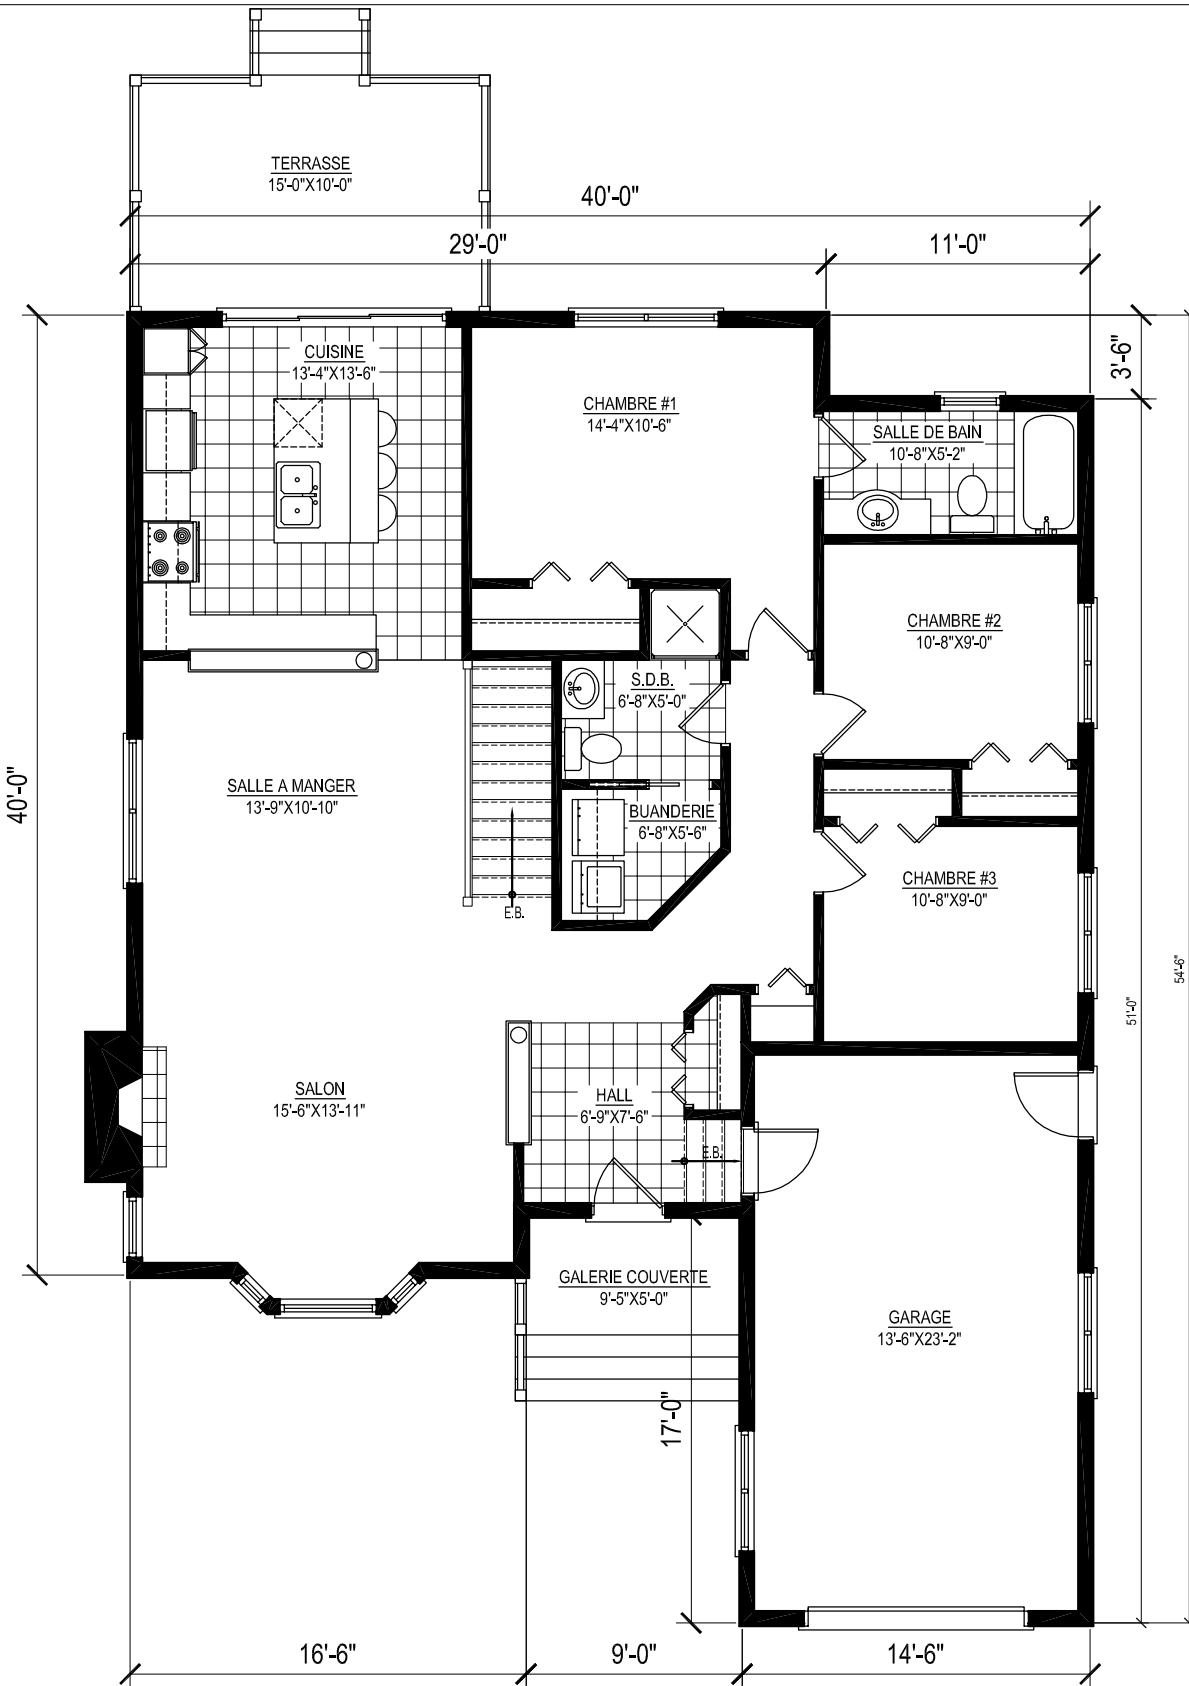 TERRASSE
15'-0"X10'-0"
40'-0"
29'-0"
11'-0"
3'-6"
CUISINE
13'-4"X13'-6"
CHAMBRE #1
14'-4"X10'-6"
SALLE DE BAIN
10'-8"X5'-2"
CHAMBRE #2
10'-8"X9'-0"
S.D.B.
6'-8"X5'-0"
40'-0"
SALLE A MANGER
13'-9"X10'-10"
BUANDERIE
6'-8"X5'-6"
CHAMBRE #3
10'-8"X9'-0"
E.B.
54'-6"
51'-0"
SALON
15'-6"X13'-11"
HALL
6'-9"X7'-6"
E.B.
GALERIE COUVERTE
9'-5"X5'-0"
GARAGE
13'-6"X23'-2"
17'-0"
16'-6"
9'-0"
14'-6"